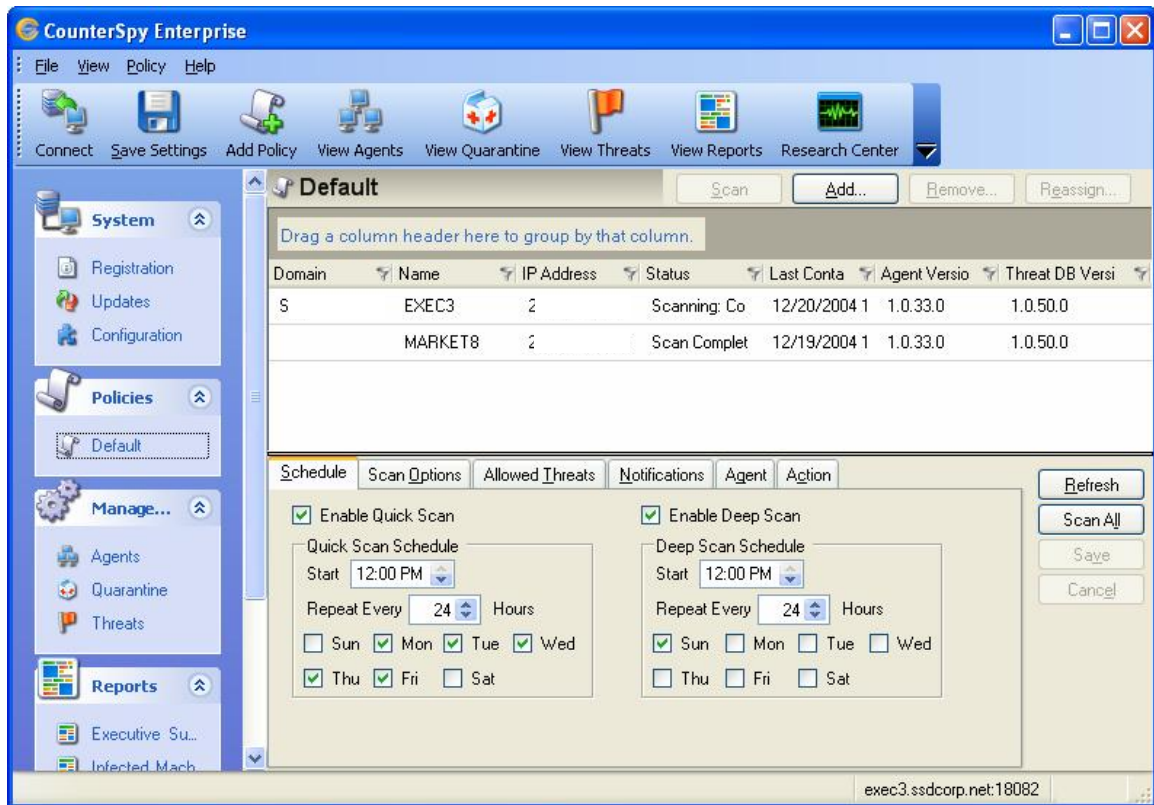 CounterSpy Enterprise
File View Policy Help
Connect Save Settings Add Policy View Agents View Quarantine View Threats View Reports Research Center
System
Registration
Updates
Configuration
Policies
Default
Manage...
Agents
Quarantine
Threats
Reports
Executive Su...
Infected Mach
Default
Scan Add... Remove... Reassign...
Drag a column header here to group by that column.
Domain Name IP Address Status Last Conta Agent Versio Threat DB Versi
S EXEC3 2 Scanning: Co 12/20/2004 1 1.0.33.0 1.0.50.0
MARKET8 2 Scan Complet 12/19/2004 1 1.0.33.0 1.0.50.0
Schedule Scan Options Allowed Threats Notifications Agent Action
Enable Quick Scan
Quick Scan Schedule
Start 12:00 PM
Repeat Every 24 Hours
Sun Mon Tue Wed
Thu Fri Sat
Enable Deep Scan
Deep Scan Schedule
Start 12:00 PM
Repeat Every 24 Hours
Sun Mon Tue Wed
Thu Fri Sat
Refresh
Scan All
Save
Cancel
exec3.ssdcorp.net:18082